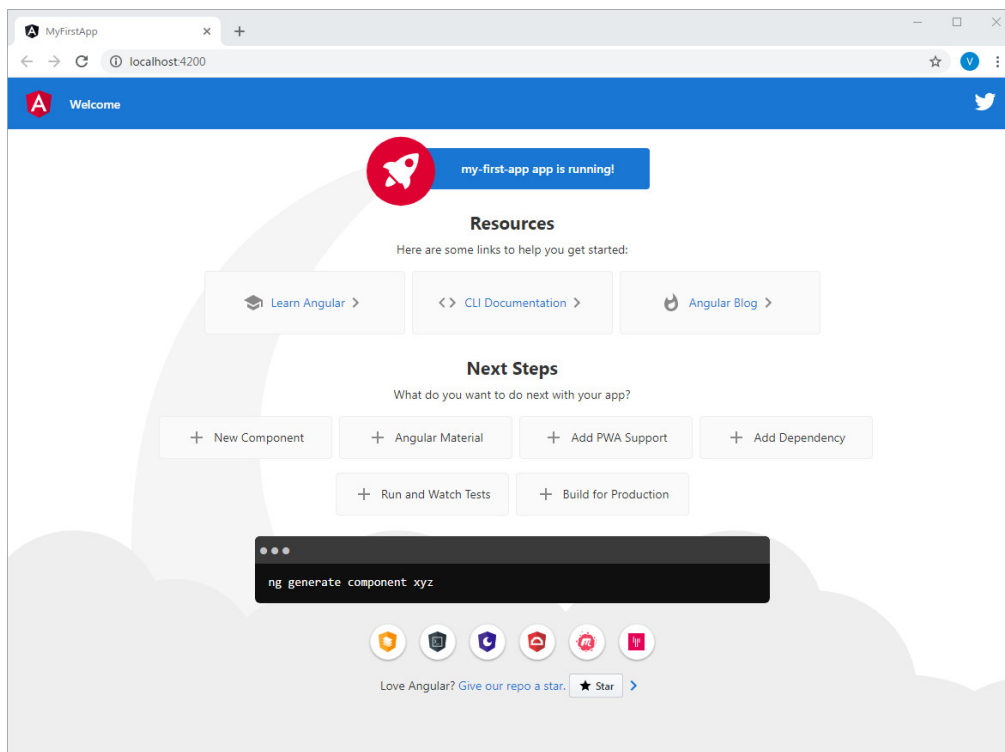 MyFirstApp
localhost:4200
V
Welcome
my-first-app app is running!
Resources
Here are some links to help you get started:
Learn Angular
CLI Documentation
Angular Blog
Next Steps
What do you want to do next with your app?
New Component
Angular Material
Add PWA Support
Add Dependency
Run and Watch Tests
Build for Production
ng generate component xyz
Love Angular? Give our repo a star. Star